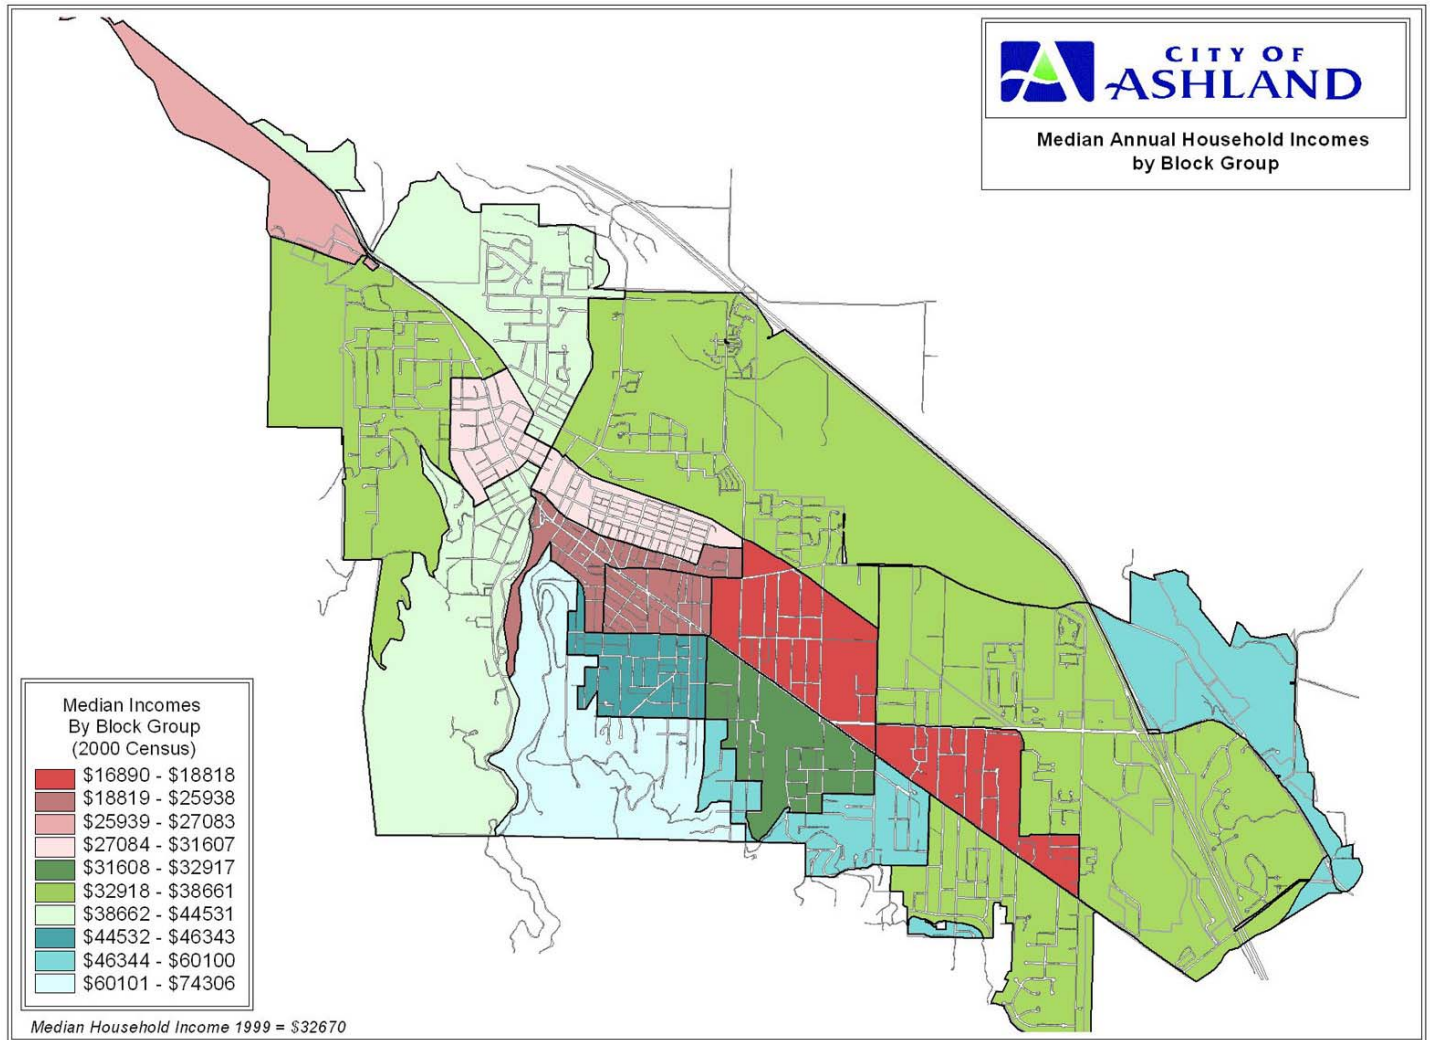 CITY OF
ASHLAND
Median Annual Household Incomes
by Block Group
Median Incomes
By Block Group
(2000 Census)
$16890 - $18818
$18819 - $25938
$25939 - $27083
$27084 - $31607
$31608 - $32917
$32918 - $38661
$38662 - $44531
$44532 - $46343
$46344 - $60100
$60101 - $74306
Median Household Income 1999 = $32670